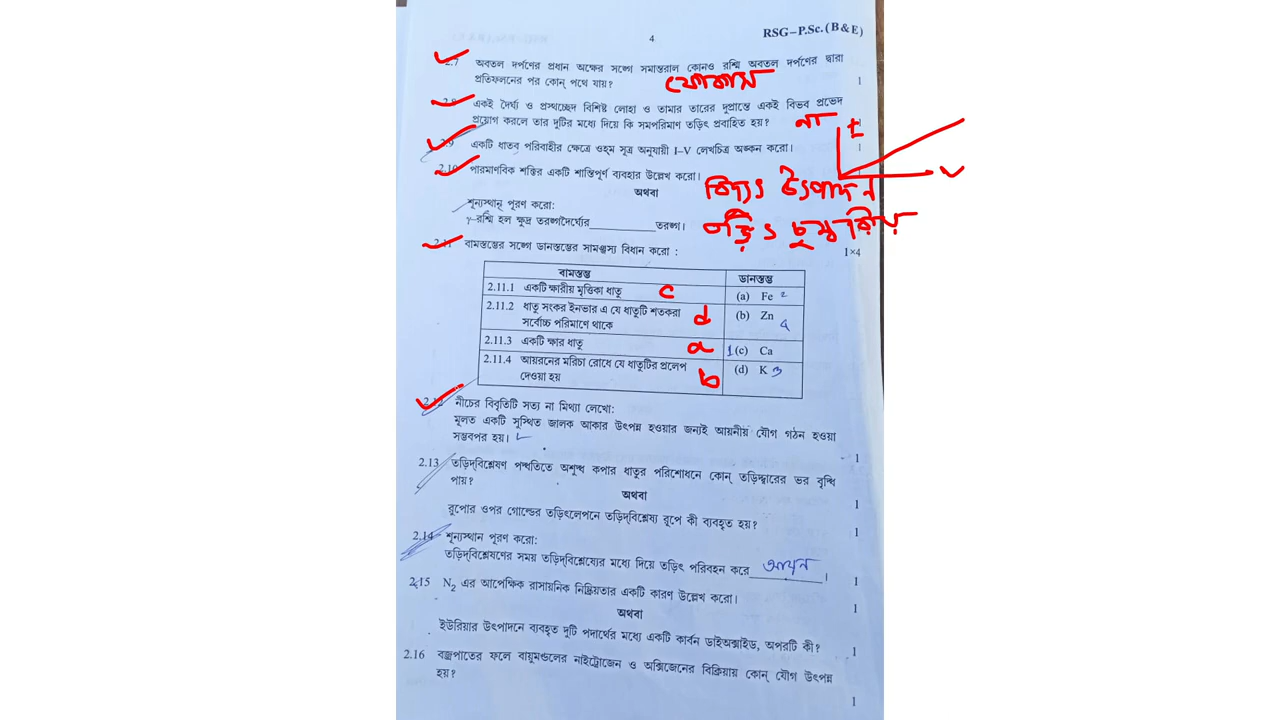 4
RSG–P.Sc.(B&E)
2.7 অবতল দর্পণের প্রধান অক্ষের সঙ্গে সমান্তরাল কোনও রশ্মি অবতল দর্পণের দ্বারা
প্রতিফলনের পর কোন্ পথে যায়? ফোকাস 1
2.8 একই দৈর্ঘ্য ও প্রস্থচ্ছেদ বিশিষ্ট লোহা ও তামার তারের দুপ্রান্তে একই বিভব প্রভেদ
প্রয়োগ করলে তার দুটির মধ্যে দিয়ে কি সমপরিমাণ তড়িৎ প্রবাহিত হয়? না 1
I
2.9 একটি ধাতব পরিবাহীর ক্ষেত্রে ওহ্‌ম সূত্র অনুযায়ী I–V লেখচিত্র অঙ্কন করো। 1
V
2.10 পারমাণবিক শক্তির একটি শান্তিপূর্ণ ব্যবহার উল্লেখ করো।
বিদ্যুৎ উৎপাদন
অথবা
শূন্যস্থান পূরণ করো:
γ-রশ্মি হল ক্ষুদ্র তরঙ্গদৈর্ঘ্যের__________ তরঙ্গ। তড়িৎ চুম্বকীয়
2.11 বামস্তম্ভের সঙ্গে ডানস্তম্ভের সামঞ্জস্য বিধান করো : 1×4
বামস্তম্ভ ডানস্তম্ভ
2.11.1 একটি ক্ষারীয় মৃত্তিকা ধাতু c (a) Fe 2
2.11.2 ধাতু সংকর ইনভার এ যে ধাতুটি শতকরা d (b) Zn 4
সর্বোচ্চ পরিমাণে থাকে
2.11.3 একটি ক্ষার ধাতু a 1 (c) Ca
2.11.4 আয়রনের মরিচা রোধে যে ধাতুটির প্রলেপ b (d) K 3
দেওয়া হয়
2.12 নীচের বিবৃতিটি সত্য না মিথ্যা লেখো:
মূলত একটি সুস্থিত জালক আকার উৎপন্ন হওয়ার জন্যই আয়নীয় যৌগ গঠন হওয়া
সম্ভবপর হয়। 1
2.13 তড়িদ্‌বিশ্লেষণ পদ্ধতিতে অশুদ্ধ কপার ধাতুর পরিশোধনে কোন্ তড়িদ্দ্বারের ভর বৃদ্ধি
পায়? 1
অথবা
রুপোর ওপর গোল্ডের তড়িৎলেপনে তড়িদ্‌বিশ্লেষ্য রূপে কী ব্যবহৃত হয়? 1
2.14 শূন্যস্থান পূরণ করো:
তড়িদ্‌বিশ্লেষণের সময় তড়িদ্‌বিশ্লেষ্যের মধ্যে দিয়ে তড়িৎ পরিবহন করে আয়ন। 1
2.15 N₂ এর আপেক্ষিক রাসায়নিক নিষ্ক্রিয়তার একটি কারণ উল্লেখ করো। 1
অথবা
ইউরিয়ার উৎপাদনে ব্যবহৃত দুটি পদার্থের মধ্যে একটি কার্বন ডাইঅক্সাইড, অপরটি কী? 1
2.16 বজ্রপাতের ফলে বায়ুমণ্ডলের নাইট্রোজেন ও অক্সিজেনের বিক্রিয়ায় কোন্ যৌগ উৎপন্ন
হয়? 1